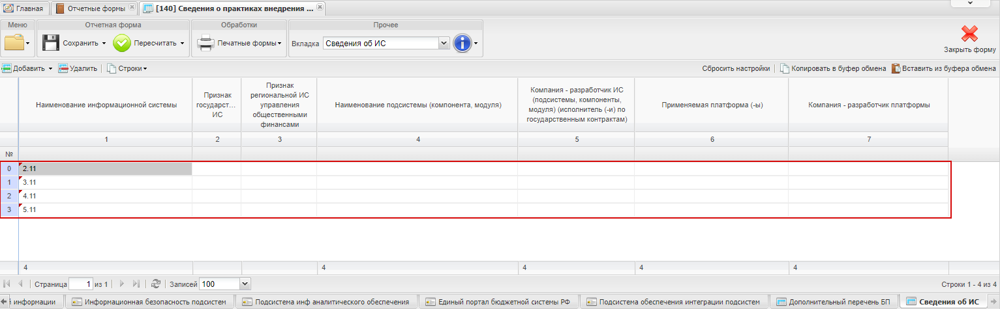 Главная
Отчетные формы
[140] Сведения о практиках внедрения ...
Меню
Отчетная форма
Обработки
Прочее
Сохранить
Пересчитать
Печатные формы
Вкладка
Сведения об ИС
Закрыть форму
Добавить
Удалить
Строки
Сбросить настройки
Копировать в буфер обмена
Вставить из буфера обмена
Наименование информационной системы
Признак
государст...
ИС
Признак
региональной ИС
управления
общественными
финансами
Наименование подсистемы (компонента, модуля)
Компания - разработчик ИС
(подсистемы, компоненты,
модуля) (исполнитель (-и) по
государственным контрактам)
Применяемая платформа (-ы)
Компания - разработчик платформы
1 2 3 4 5 6 7
№
0 2.11
1 3.11
2 4.11
3 5.11
4 4 4 4 4
Страница 1 из 1
Записей 100
Строки 1 - 4 из 4
й информации
Информационная безопасность подсистем
Подсистема инф аналитического обеспечения
Единый портал бюджетной системы РФ
Подсистема обеспечения интеграции подсистем
Дополнительный перечень БП
Сведения об ИС